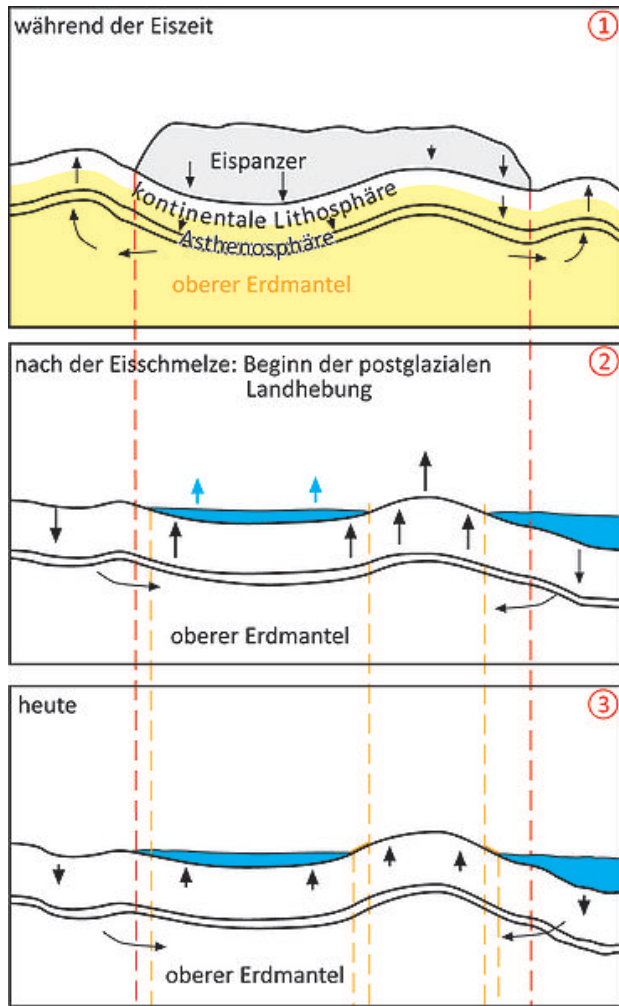 während der Eiszeit
1
Eispanzer
kontinentale Lithosphäre
Asthenosphäre
oberer Erdmantel
nach der Eisschmelze: Beginn der postglazialen
Landhebung
2
oberer Erdmantel
heute
3
oberer Erdmantel